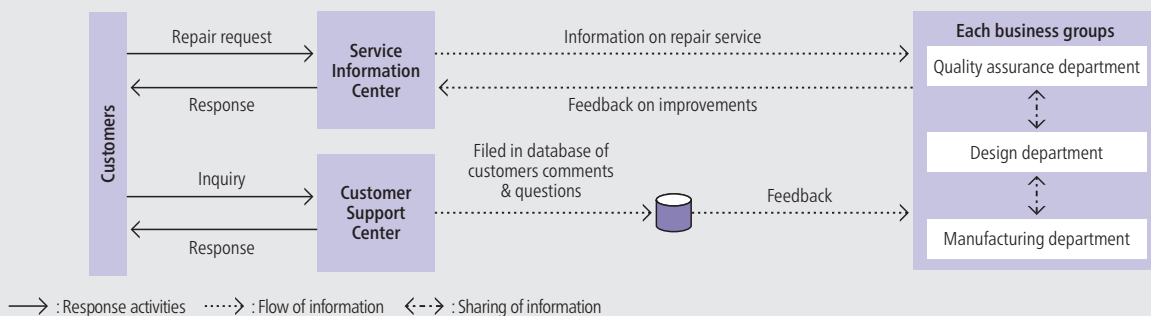 Customers
Repair request
Response
Service
Information
Center
Information on repair service
Feedback on improvements
Inquiry
Response
Customer
Support
Center
Filed in database of
customers comments
& questions
Feedback
Each business groups
Quality assurance department
Design department
Manufacturing department
: Response activities : Flow of information : Sharing of information